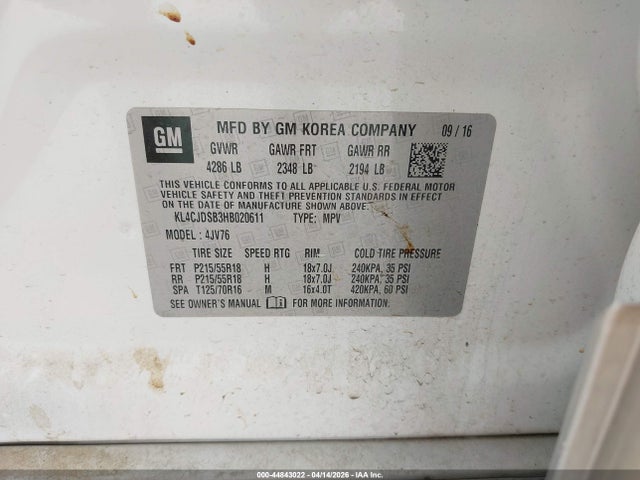 GM
MFD BY GM KOREA COMPANY 09/16
GVWR GAWR FRT GAWR RR
4286 LB 2348 LB 2194 LB
THIS VEHICLE CONFORMS TO ALL APPLICABLE U.S. FEDERAL MOTOR
VEHICLE SAFETY AND THEFT PREVENTION STANDARDS IN EFFECT
ON THE DATE OF MANUFACTURE SHOWN ABOVE.
KL4CJDSB3HB020611 TYPE: MPV
MODEL: 4JV76
TIRE SIZE SPEED RTG RIM COLD TIRE PRESSURE
FRT P215/55R18 H 18x7.0J 240KPA, 35 PSI
RR P215/55R18 H 18x7.0J 240KPA, 35 PSI
SPA T125/70R16 M 16x4.0T 420KPA, 60 PSI
SEE OWNER'S MANUAL FOR MORE INFORMATION.
000-44843022 - 04/14/2026 - IAA Inc.